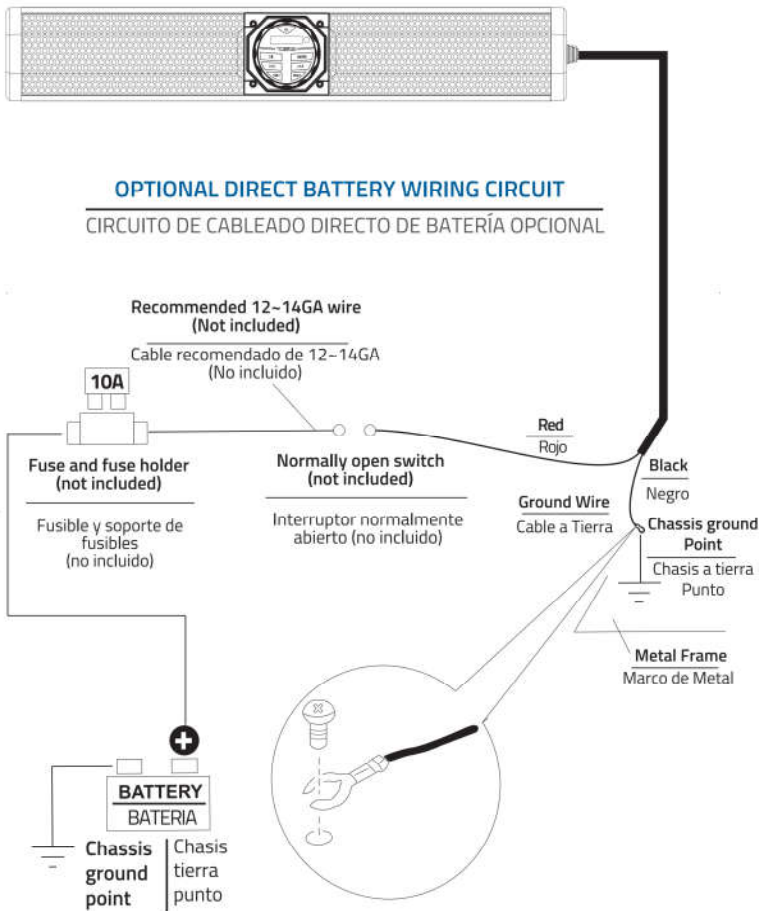 OPTIONAL DIRECT BATTERY WIRING CIRCUIT
CIRCUITO DE CABLEADO DIRECTO DE BATERÍA OPCIONAL
Recommended 12~14GA wire
(Not included)
Cable recomendado de 12~14GA
(No incluido)
10A
Fuse and fuse holder
(not included)
Fusible y soporte de
fusibles
(no incluido)
Normally open switch
(not included)
Interruptor normalmente
abierto (no incluido)
Red
Rojo
Black
Negro
Ground Wire
Cable a Tierra
Chassis ground
Point
Chasis a tierra
Punto
Metal Frame
Marco de Metal
BATTERY
BATERIA
Chassis
ground
point
Chasis
tierra
punto